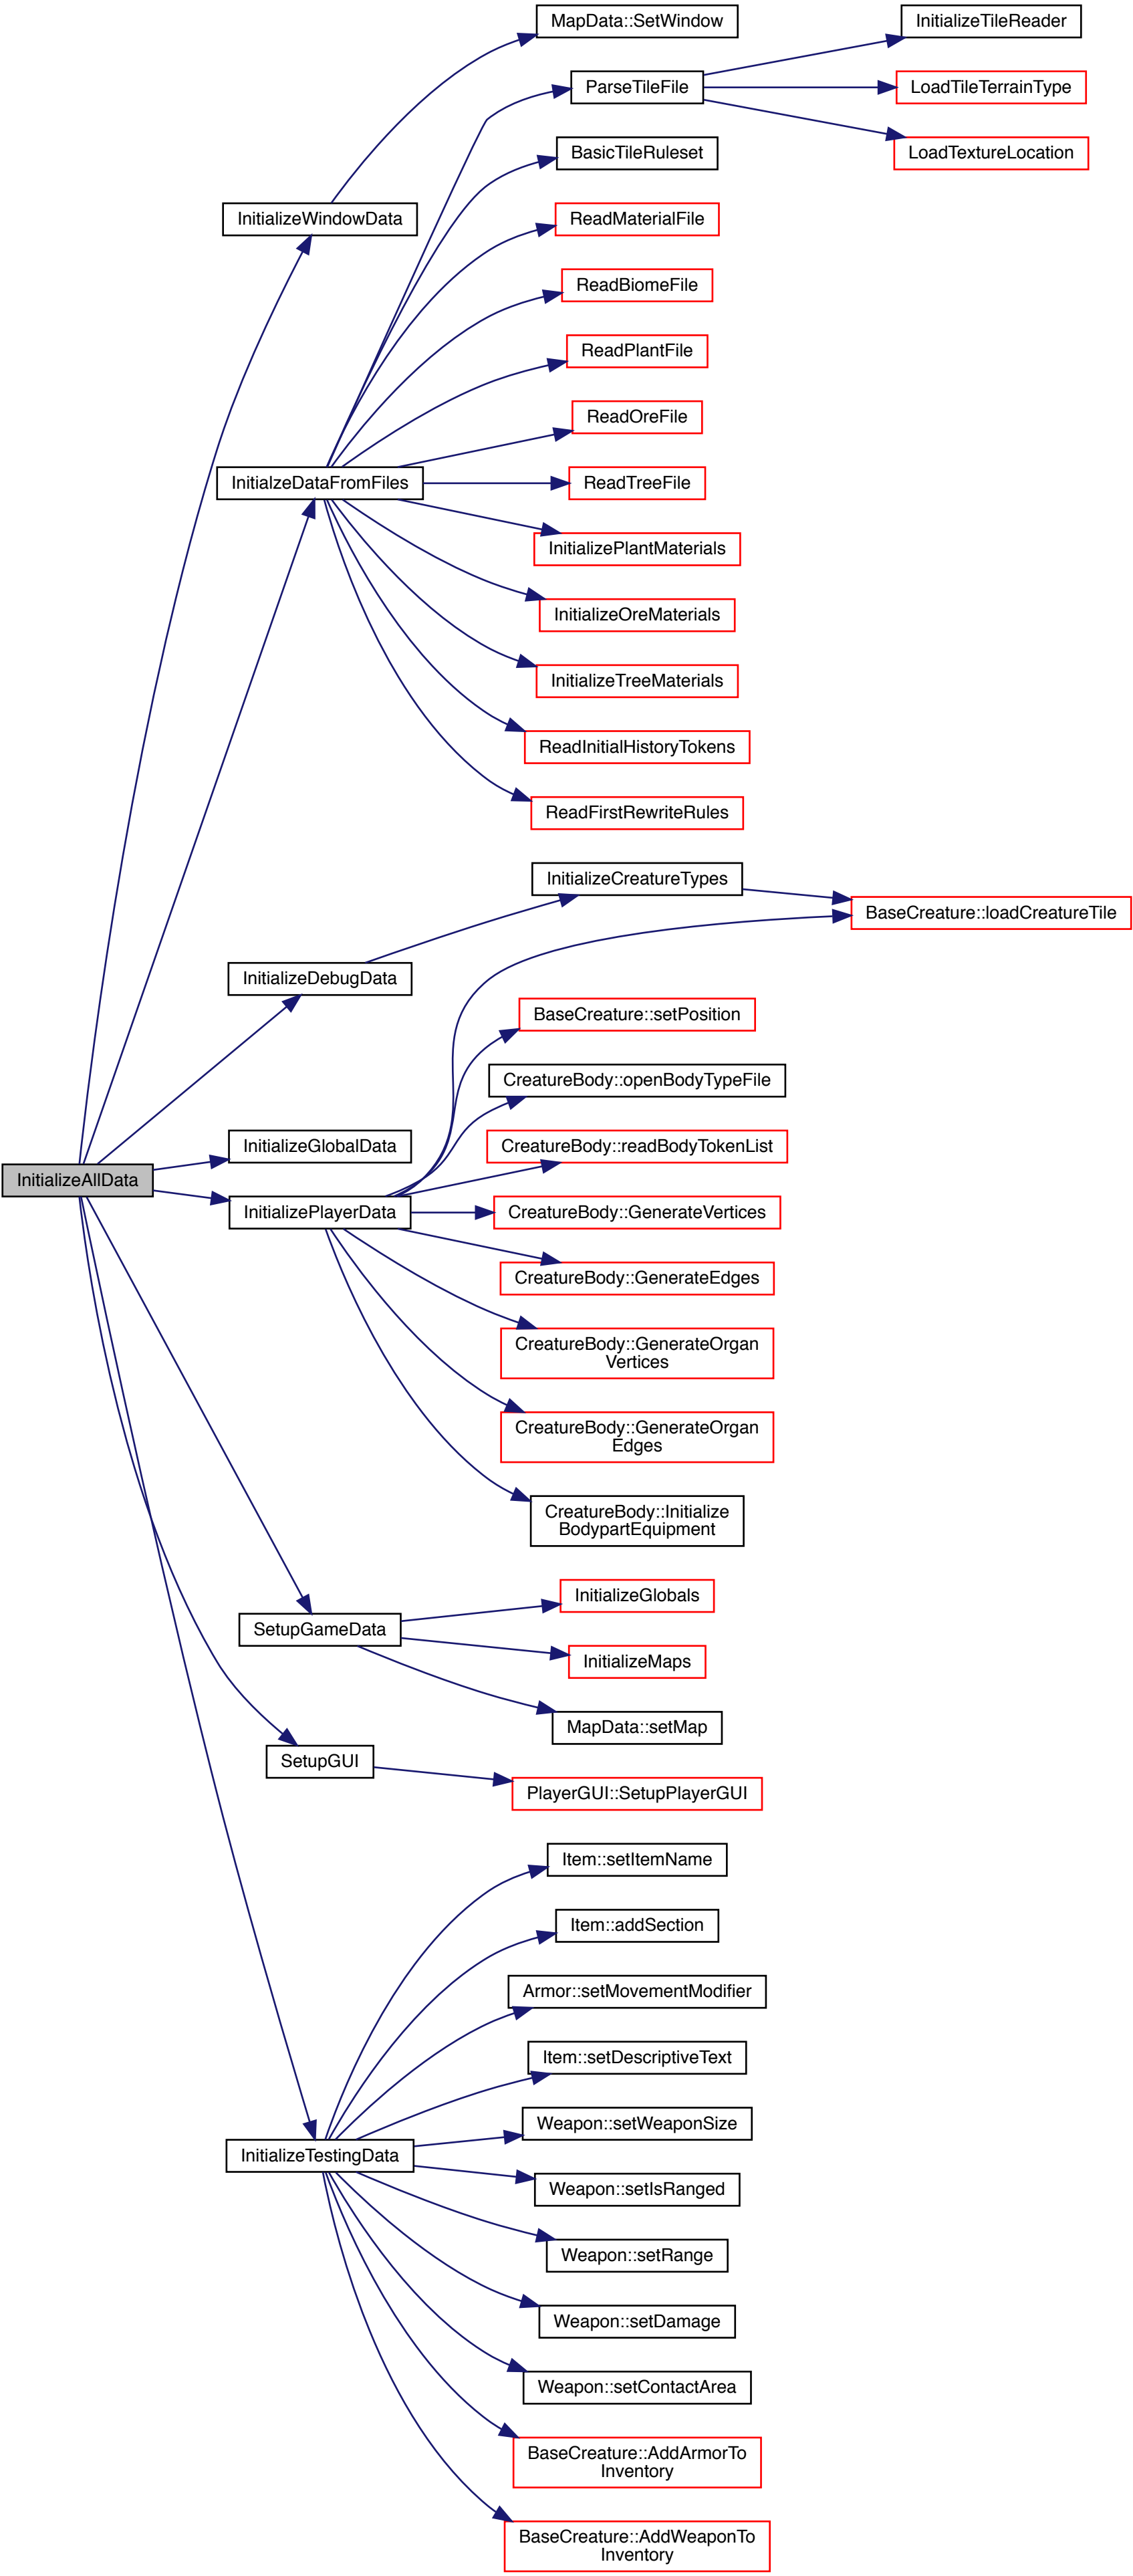 MapData::SetWindow
InitializeTileReader
ParseTileFile
LoadTileTerrainType
BasicTileRuleset
LoadTextureLocation
InitializeWindowData
ReadMaterialFile
ReadBiomeFile
ReadPlantFile
ReadOreFile
InitialzeDataFromFiles
ReadTreeFile
InitializePlantMaterials
InitializeOreMaterials
InitializeTreeMaterials
ReadInitialHistoryTokens
ReadFirstRewriteRules
InitializeCreatureTypes
BaseCreature::loadCreatureTile
InitializeDebugData
BaseCreature::setPosition
CreatureBody::openBodyTypeFile
InitializeGlobalData
CreatureBody::readBodyTokenList
InitializeAllData
InitializePlayerData
CreatureBody::GenerateVertices
CreatureBody::GenerateEdges
CreatureBody::GenerateOrgan
Vertices
CreatureBody::GenerateOrgan
Edges
CreatureBody::Initialize
BodypartEquipment
InitializeGlobals
SetupGameData
InitializeMaps
MapData::setMap
SetupGUI
PlayerGUI::SetupPlayerGUI
Item::setItemName
Item::addSection
Armor::setMovementModifier
Item::setDescriptiveText
Weapon::setWeaponSize
InitializeTestingData
Weapon::setIsRanged
Weapon::setRange
Weapon::setDamage
Weapon::setContactArea
BaseCreature::AddArmorTo
Inventory
BaseCreature::AddWeaponTo
Inventory